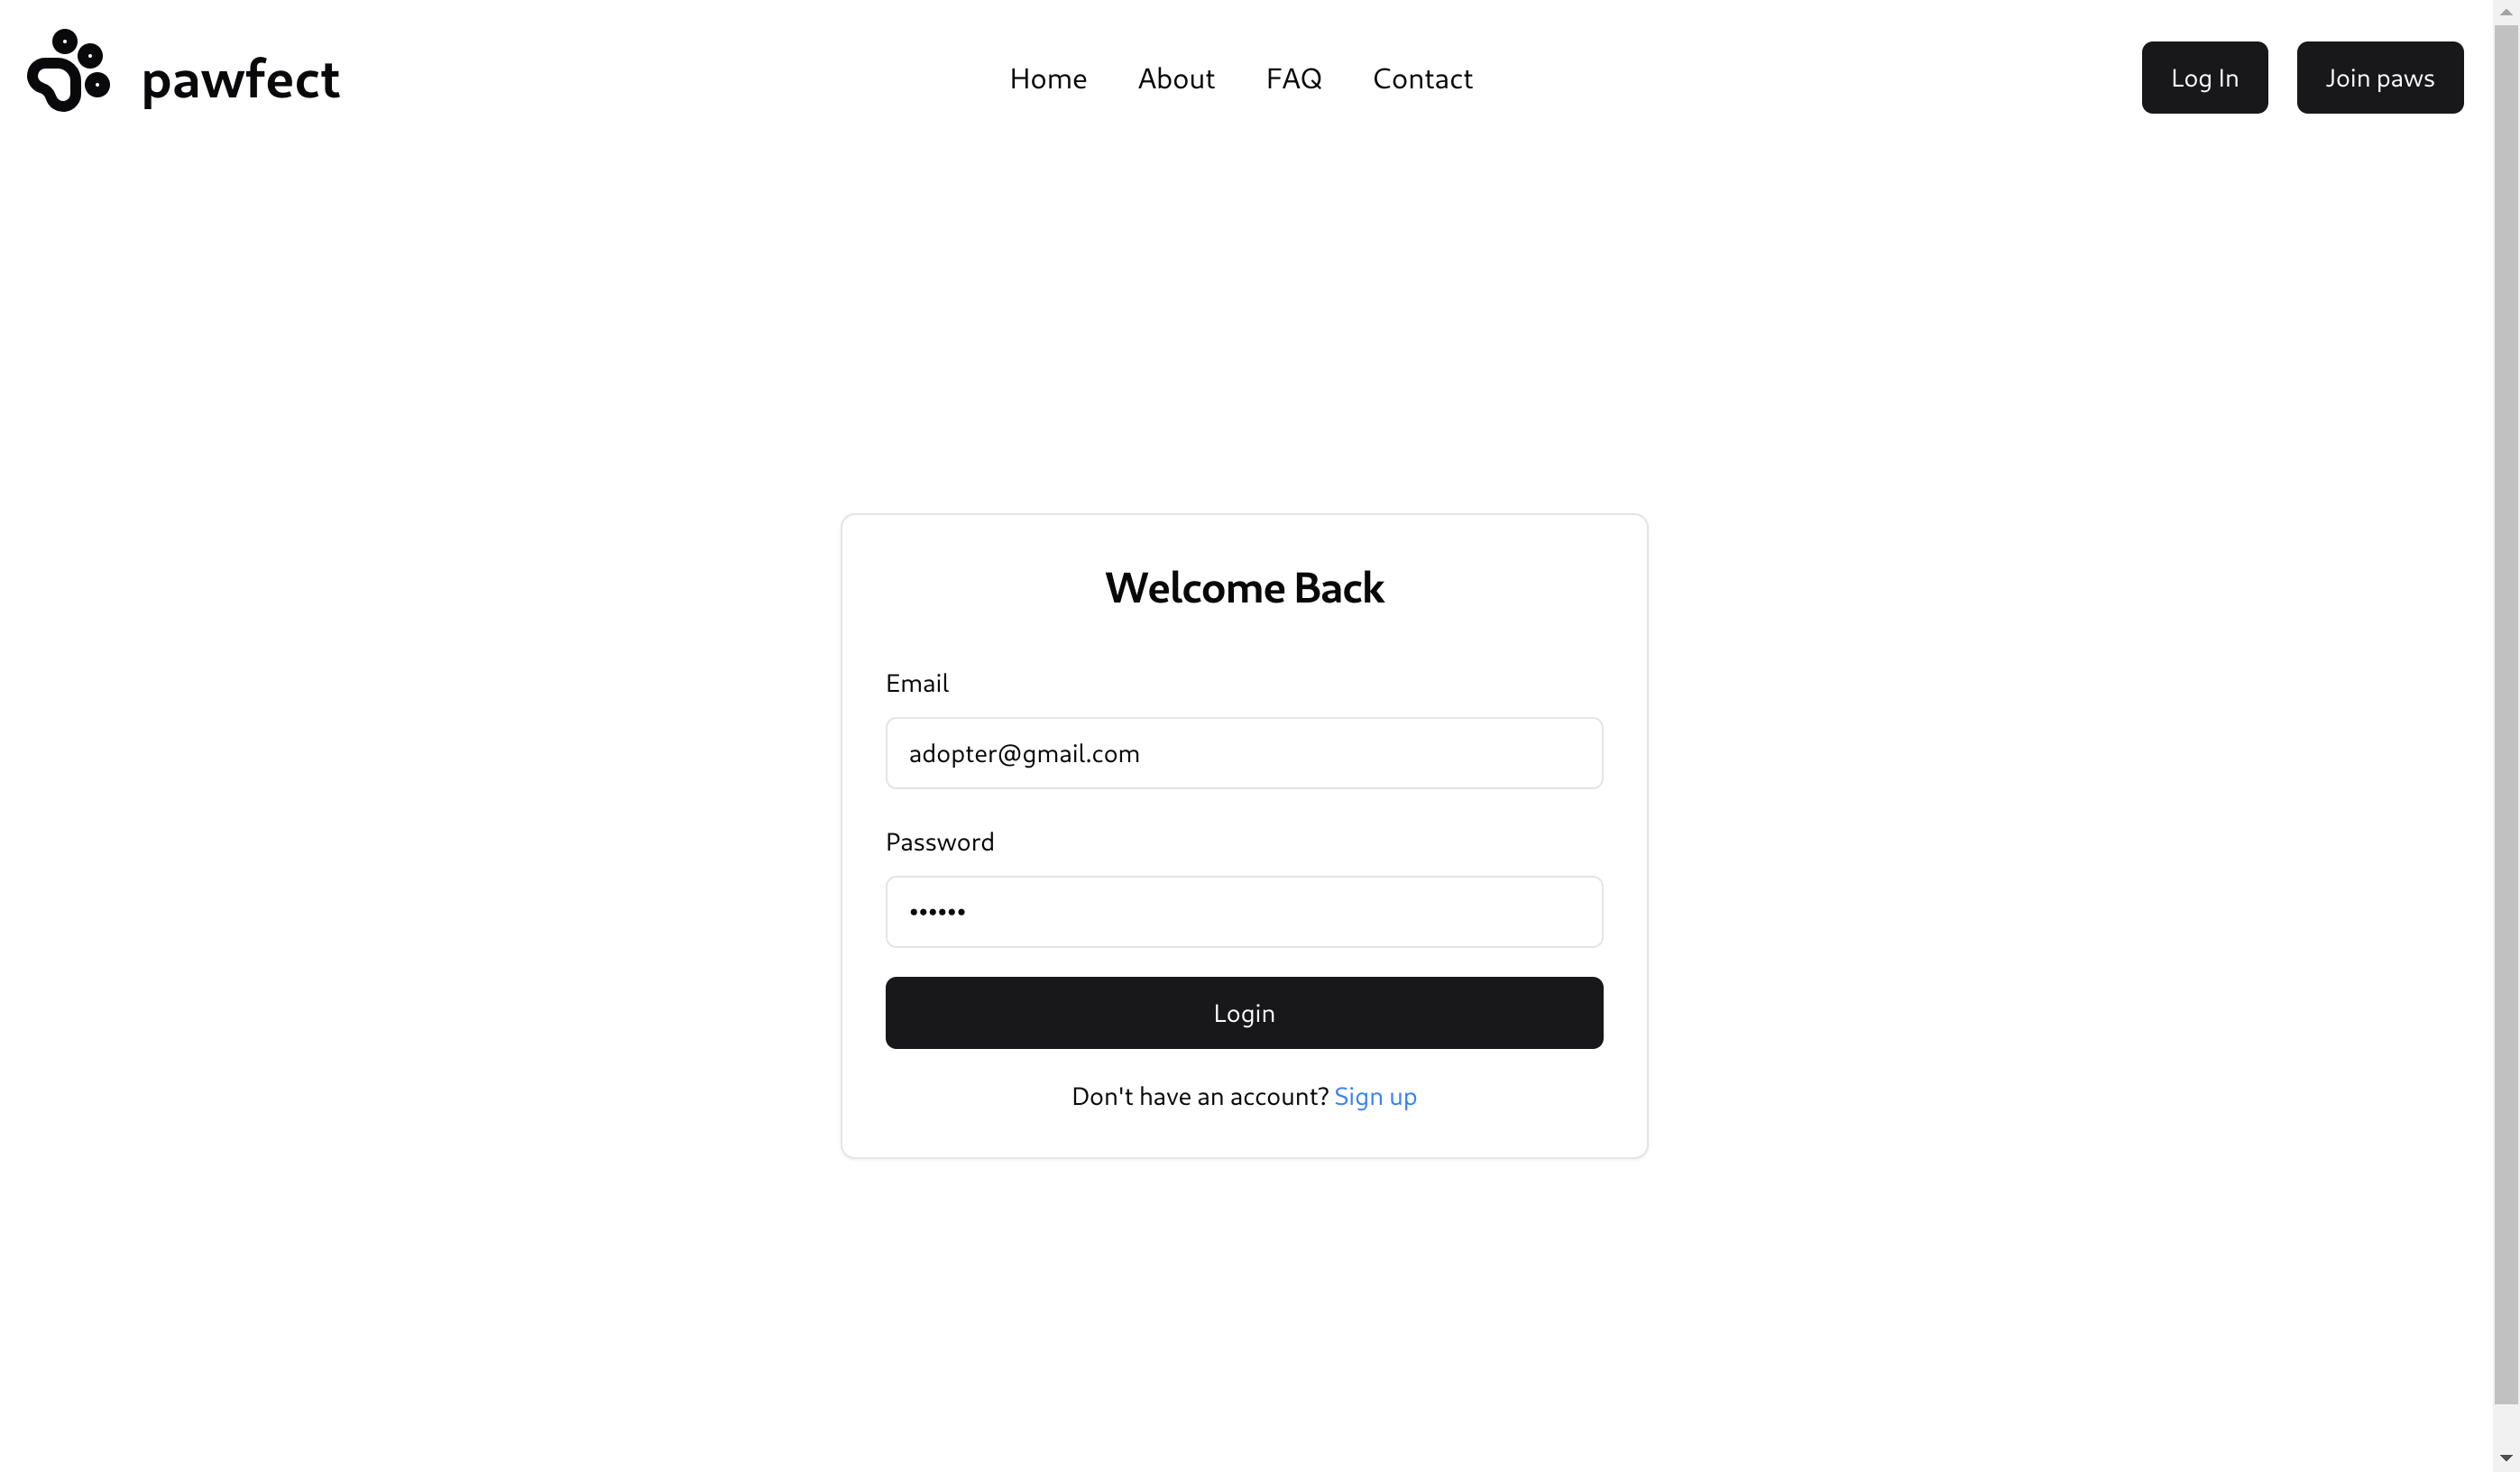 pawfect
Home About FAQ Contact
Log In Join paws
Welcome Back
Email
adopter@gmail.com
Password
••••••
Login
Don't have an account? Sign up